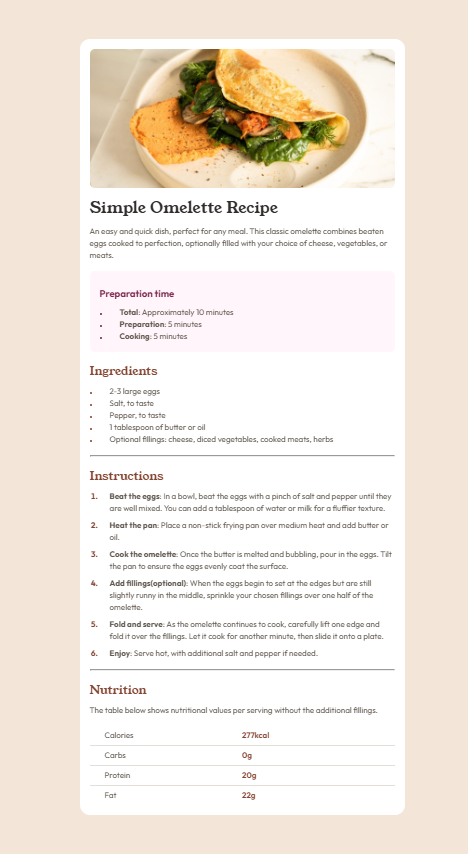 Simple Omelette Recipe
An easy and quick dish, perfect for any meal. This classic omelette combines beaten
eggs cooked to perfection, optionally filled with your choice of cheese, vegetables, or
meats.
Preparation time
• Total: Approximately 10 minutes
• Preparation: 5 minutes
• Cooking: 5 minutes
Ingredients
• 2-3 large eggs
• Salt, to taste
• Pepper, to taste
• 1 tablespoon of butter or oil
• Optional fillings: cheese, diced vegetables, cooked meats, herbs
Instructions
1. Beat the eggs: In a bowl, beat the eggs with a pinch of salt and pepper until they
are well mixed. You can add a tablespoon of water or milk for a fluffier texture.
2. Heat the pan: Place a non-stick frying pan over medium heat and add butter or
oil.
3. Cook the omelette: Once the butter is melted and bubbling, pour in the eggs. Tilt
the pan to ensure the eggs evenly coat the surface.
4. Add fillings(optional): When the eggs begin to set at the edges but are still
slightly runny in the middle, sprinkle your chosen fillings over one half of the
omelette.
5. Fold and serve: As the omelette continues to cook, carefully lift one edge and
fold it over the fillings. Let it cook for another minute, then slide it onto a plate.
6. Enjoy: Serve hot, with additional salt and pepper if needed.
Nutrition
The table below shows nutritional values per serving without the additional fillings.
Calories 277kcal
Carbs 0g
Protein 20g
Fat 22g